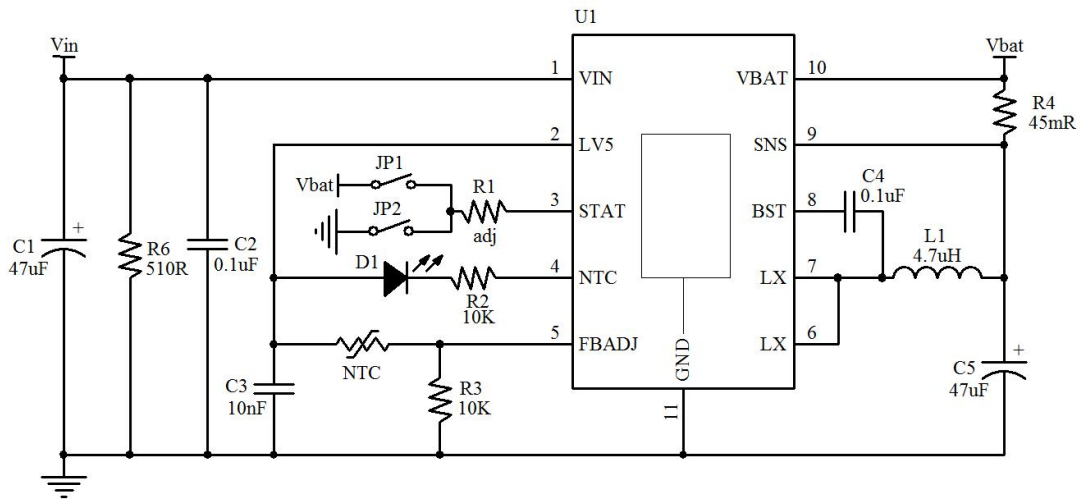 U1
Vin
Vbat
1
VIN
VBAT
10
R4
45mR
2
LV5
SNS
9
JP1
Vbat
R1
adj
3
STAT
BST
8
C4
0.1uF
JP2
C1
47uF
+
R6
510R
C2
0.1uF
D1
R2
10K
4
NTC
LX
7
L1
4.7uH
5
FBADJ
LX
6
NTC
C3
10nF
R3
10K
GND
11
C5
47uF
+